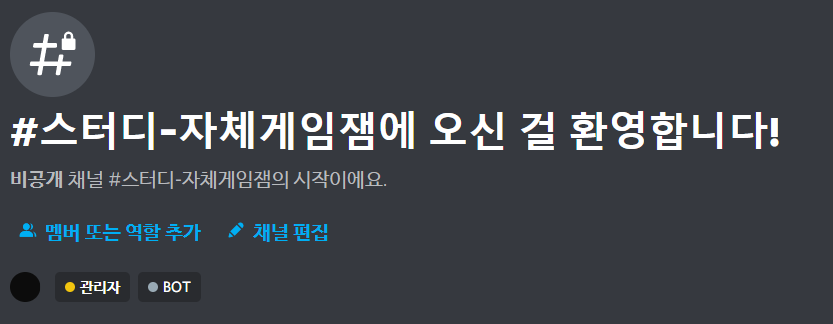 #스터디-자체게임잼에 오신 걸 환영합니다!
비공개 채널 #스터디-자체게임잼의 시작이에요.
멤버 또는 역할 추가 채널 편집
관리자 BOT